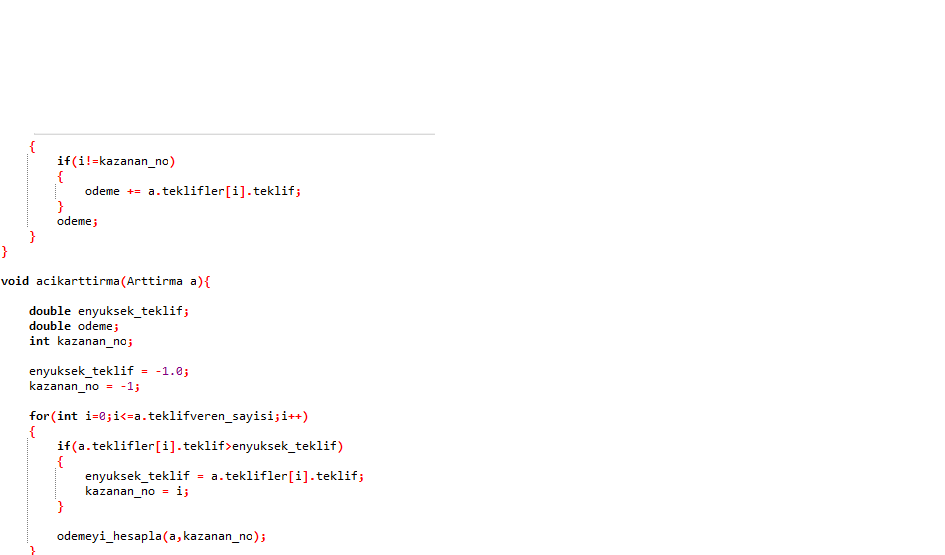 {
if(i!=kazanan_no)
{
odeme += a.teklifler[i].teklif;
}
odeme;
}
}
void acikarttirma(Arttirma a){
double enyuksek_teklif;
double odeme;
int kazanan_no;
enyuksek_teklif = -1.0;
kazanan_no = -1;
for(int i=0;i<=a.teklifveren_sayisi;i++)
{
if(a.teklifler[i].teklif>enyuksek_teklif)
{
enyuksek_teklif = a.teklifler[i].teklif;
kazanan_no = i;
}
odemeyi_hesapla(a,kazanan_no);
}